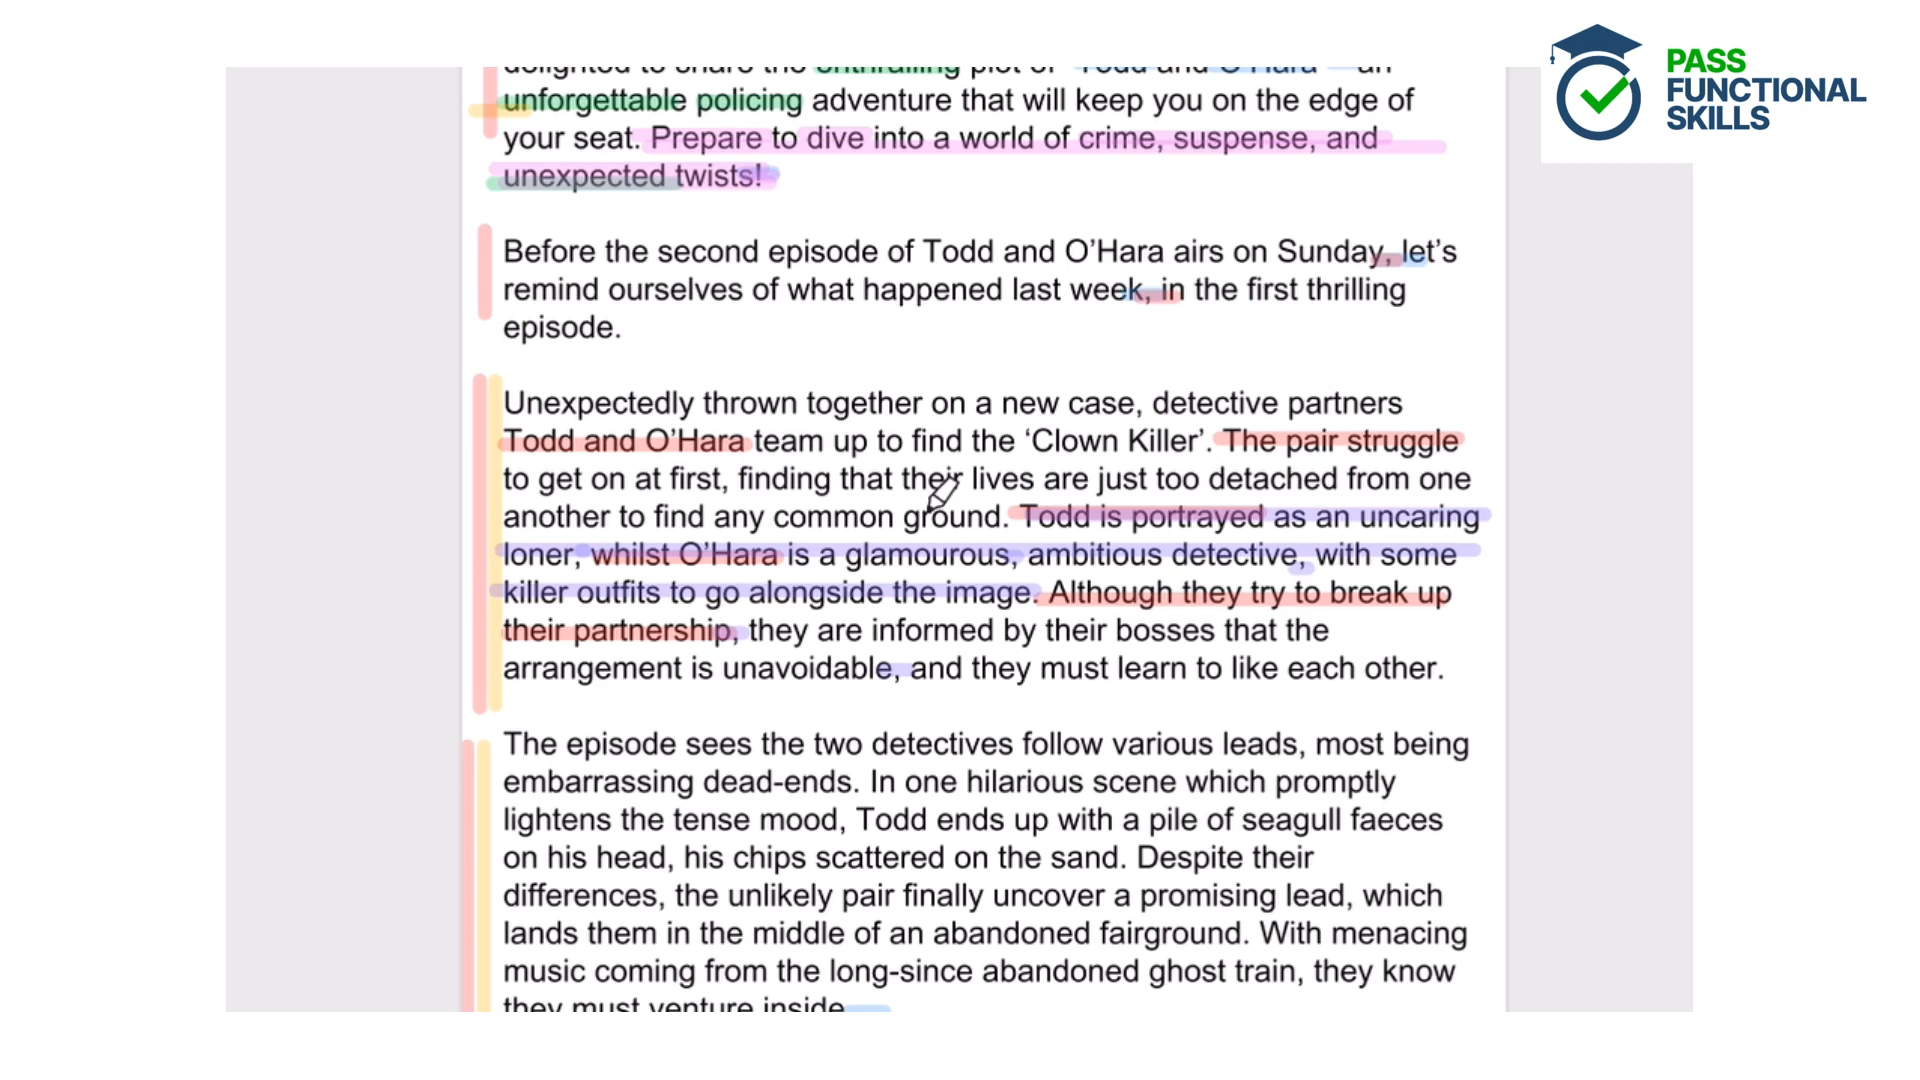 PASS
FUNCTIONAL
SKILLS
delighted to share the enthralling plot of 'Todd and O'Hara' – an
unforgettable policing adventure that will keep you on the edge of
your seat. Prepare to dive into a world of crime, suspense, and
unexpected twists!
Before the second episode of Todd and O'Hara airs on Sunday, let's
remind ourselves of what happened last week, in the first thrilling
episode.
Unexpectedly thrown together on a new case, detective partners
Todd and O'Hara team up to find the ‘Clown Killer’. The pair struggle
to get on at first, finding that their lives are just too detached from one
another to find any common ground. Todd is portrayed as an uncaring
loner, whilst O'Hara is a glamourous, ambitious detective, with some
killer outfits to go alongside the image. Although they try to break up
their partnership, they are informed by their bosses that the
arrangement is unavoidable, and they must learn to like each other.
The episode sees the two detectives follow various leads, most being
embarrassing dead-ends. In one hilarious scene which promptly
lightens the tense mood, Todd ends up with a pile of seagull faeces
on his head, his chips scattered on the sand. Despite their
differences, the unlikely pair finally uncover a promising lead, which
lands them in the middle of an abandoned fairground. With menacing
music coming from the long-since abandoned ghost train, they know
they must venture inside